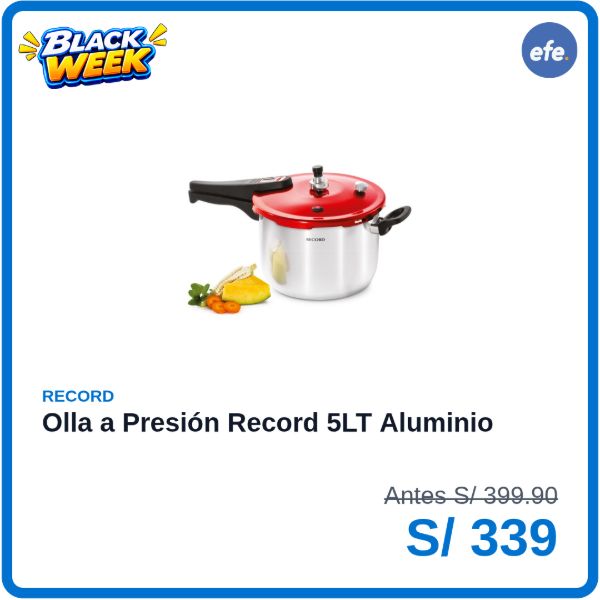 BLACK
WEEK
efe.
RECORD
RECORD
Olla a Presión Record 5LT Aluminio
Antes S/ 399.90
S/ 339